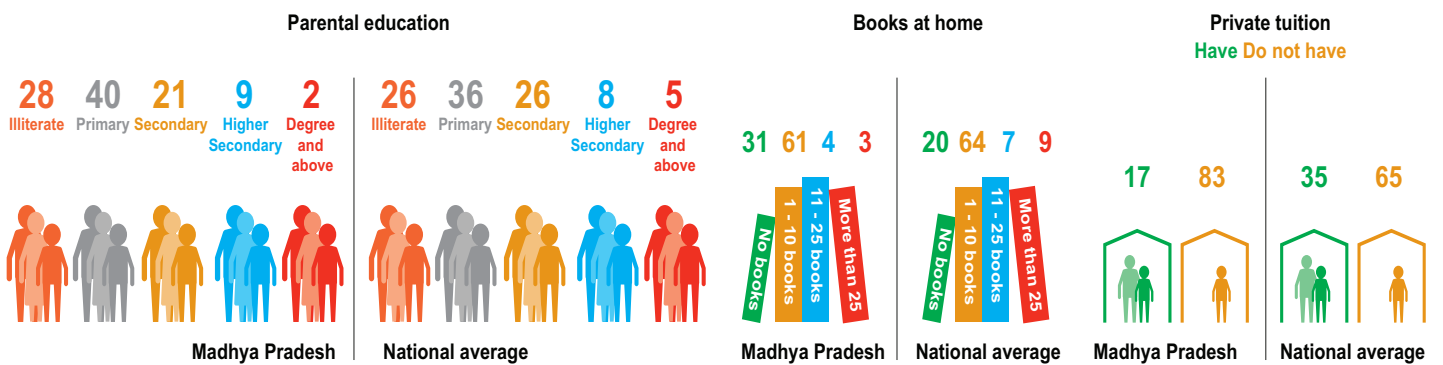 Parental education
28 40 21 9 2
Illiterate Primary Secondary Higher Secondary Degree and above
26 36 26 8 5
Illiterate Primary Secondary Higher Secondary Degree and above
Madhya Pradesh
National average
Books at home
31 61 4 3
No books
1 - 10 books
11 - 25 books
More than 25
Madhya Pradesh
20 64 7 9
No books
1 - 10 books
11 - 25 books
More than 25
National average
Private tuition
Have Do not have
17 83
Madhya Pradesh
35 65
National average